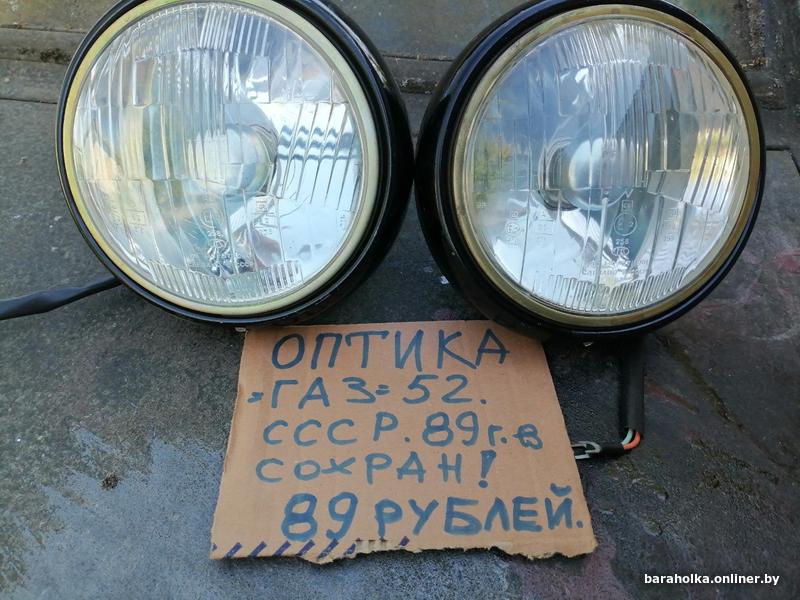 ОПТИКА
=ГАЗ=52.
СССР. 89г.в
СОХРАН!
89 РУБЛЕЙ.
baraholka.onliner.by